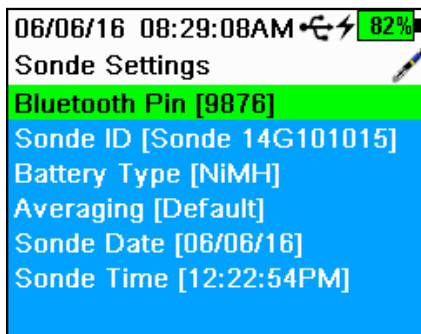 06/06/16 08:29:08AM 82%
Sonde Settings
Bluetooth Pin [9876]
Sonde ID [Sonde 14G101015]
Battery Type [NiMH]
Averaging [Default]
Sonde Date [06/06/16]
Sonde Time [12:22:54PM]